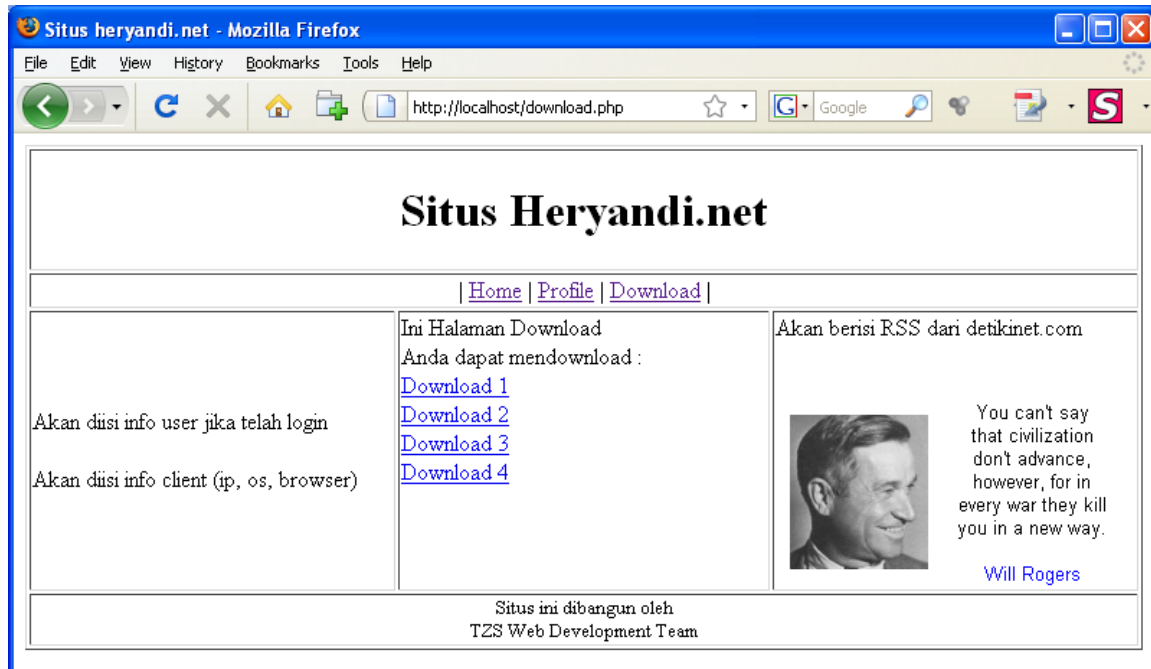 Situs heryandi.net - Mozilla Firefox
File Edit View History Bookmarks Tools Help
http://localhost/download.php
G Google
S
Situs Heryandi.net
| Home | Profile | Download |
Akan diisi info user jika telah login
Akan diisi info client (ip, os, browser)
Ini Halaman Download
Anda dapat mendownload :
Download 1
Download 2
Download 3
Download 4
Akan berisi RSS dari detikinet.com
You can't say
that civilization
don't advance,
however, for in
every war they kill
you in a new way.
Will Rogers
Situs ini dibangun oleh
TZS Web Development Team